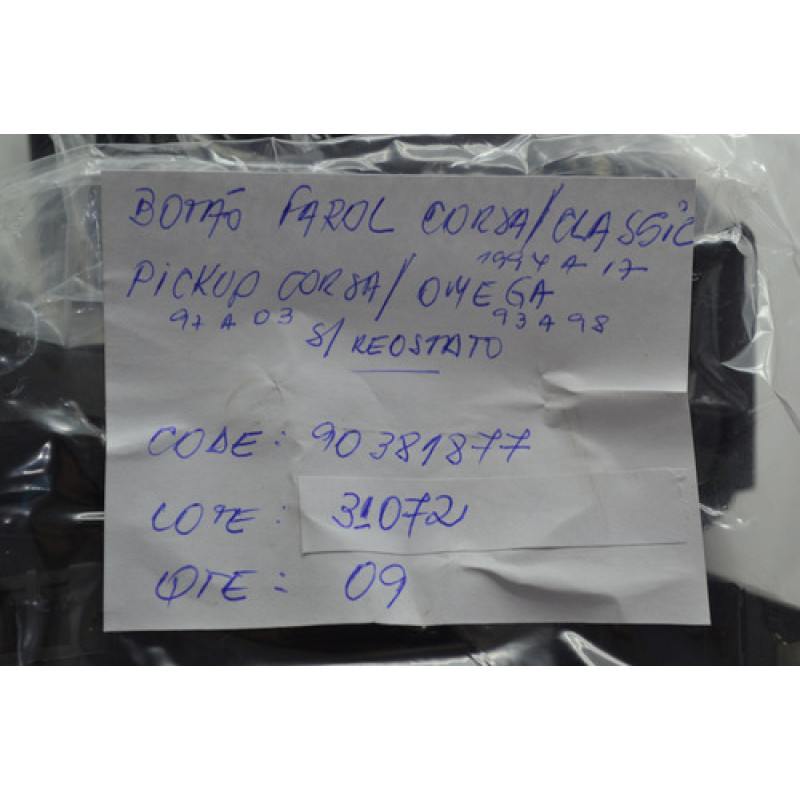 BOTÃO FAROL CORSA/CLASSIC
1994 A 17
PICKUP CORSA/OMEGA
97 A 03 93 A 98
S/ REOSTATO
CODE: 90381877
LOTE: 31072
QTE: 09